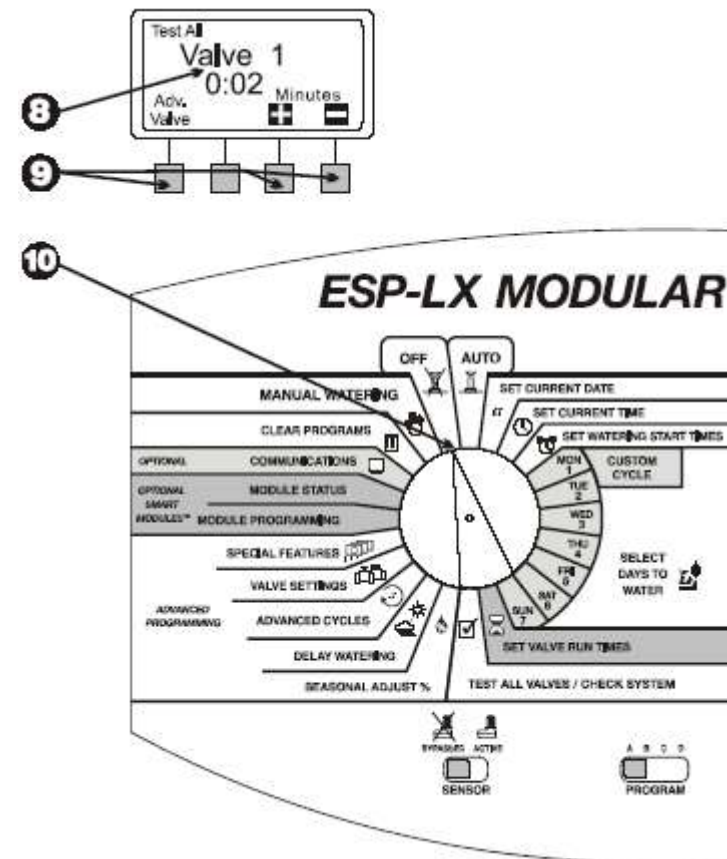 Test All
Valve 1
8
0:02
Minutes
Adv.
Valve
9
10
ESP-LX MODULAR
OFF
AUTO
MANUAL WATERING
SET CURRENT DATE
CLEAR PROGRAMS
SET CURRENT TIME
SET WATERING START TIMES
OPTIONAL
COMMUNICATIONS
MON
1
CUSTOM
CYCLE
OPTIONAL
SMART
MODULES™
MODULE STATUS
TUE
2
MODULE PROGRAMMING
WED
3
SPECIAL FEATURES
THU
4
SELECT
DAYS TO
WATER
VALVE SETTINGS
FRI
5
ADVANCED
PROGRAMMING
ADVANCED CYCLES
SAT
6
SUN
7
DELAY WATERING
SET VALVE RUN TIMES
SEASONAL ADJUST %
TEST ALL VALVES / CHECK SYSTEM
BYPASSES ACTIVE
SENSOR
A B C D
PROGRAM